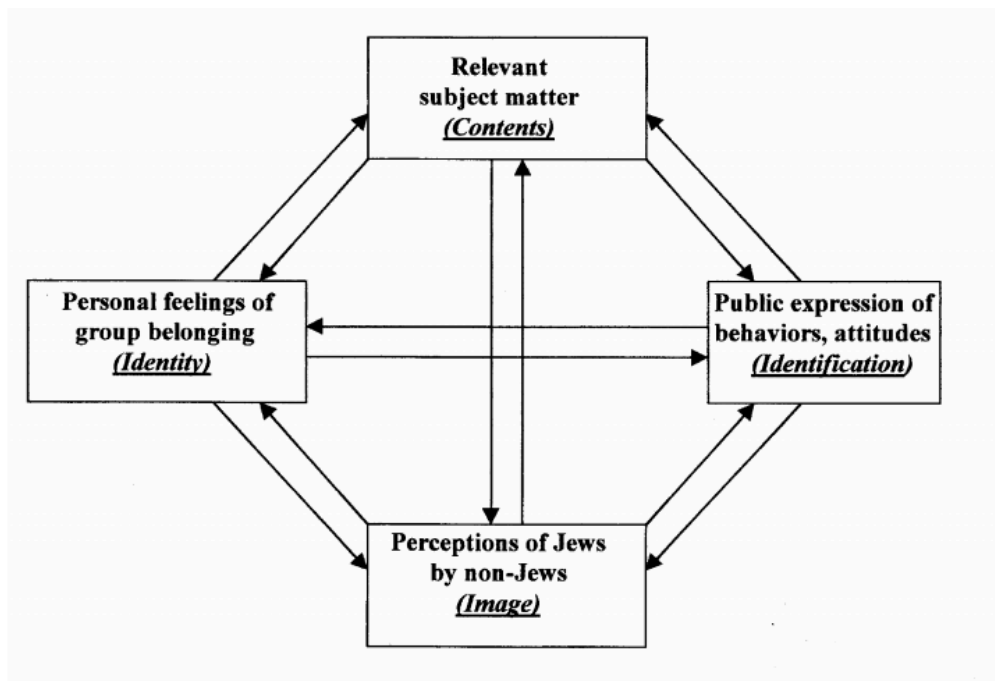 Relevant
subject matter
(Contents)
Personal feelings of
group belonging
(Identity)
Public expression of
behaviors, attitudes
(Identification)
Perceptions of Jews
by non-Jews
(Image)